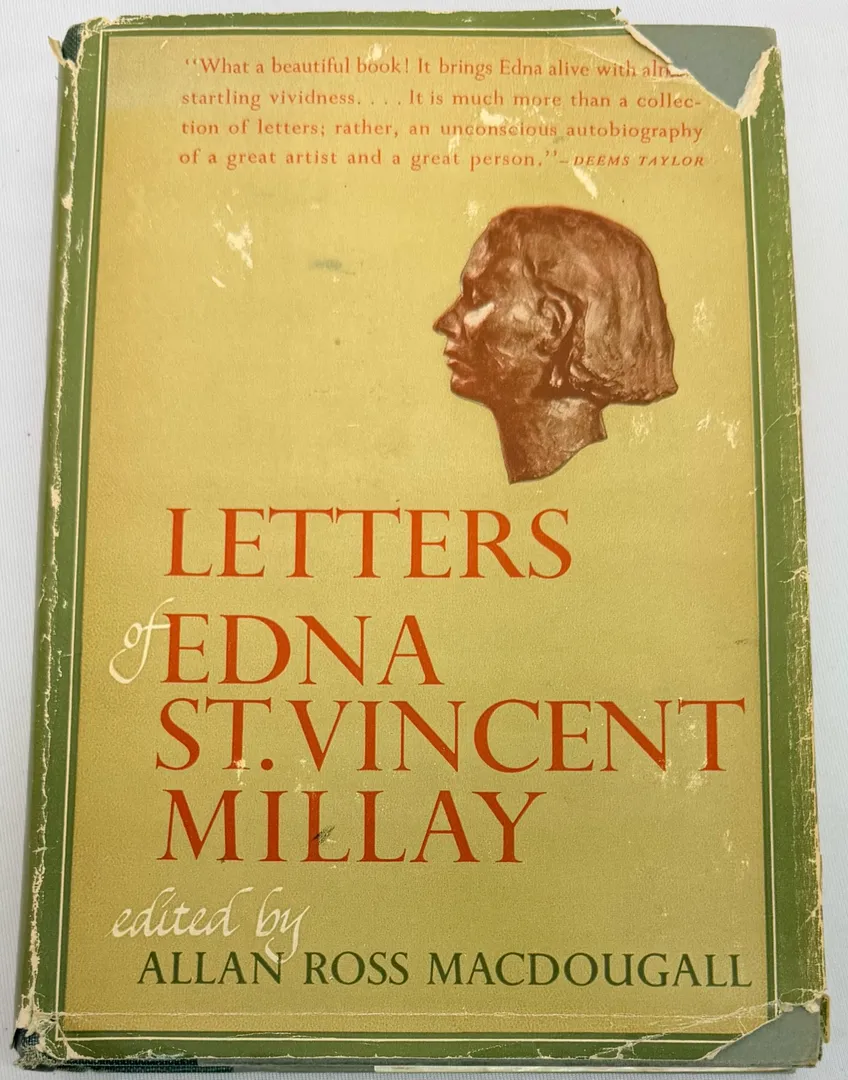 "What a beautiful book! It brings Edna alive with
startling vividness. . . . It is much more than a collec-
tion of letters; rather, an unconscious autobiography
of a great artist and a great person."—DEEMS TAYLOR
LETTERS
of EDNA
ST. VINCENT
MILLAY
edited by
ALLAN ROSS MACDOUGALL